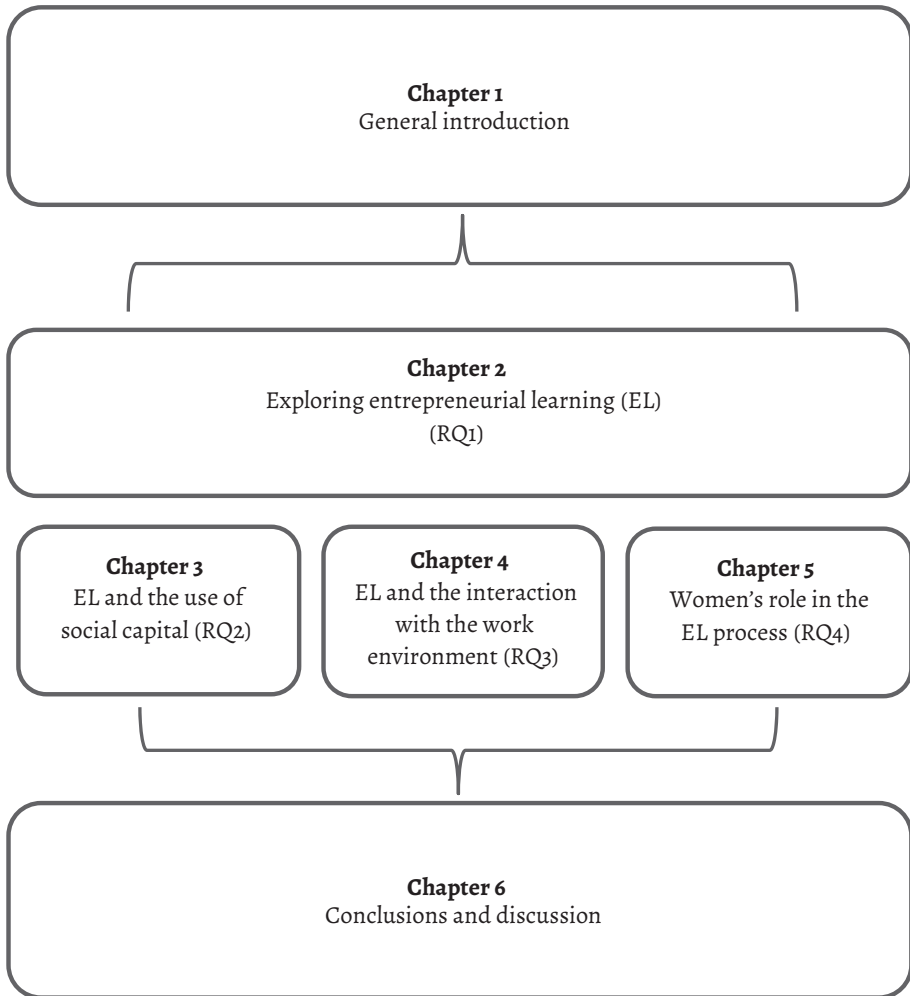 Chapter 1
General introduction
Chapter 2
Exploring entrepreneurial learning (EL)
(RQ1)
Chapter 3
EL and the use of
social capital (RQ2)
Chapter 4
EL and the interaction
with the work
environment (RQ3)
Chapter 5
Women’s role in the
EL process (RQ4)
Chapter 6
Conclusions and discussion